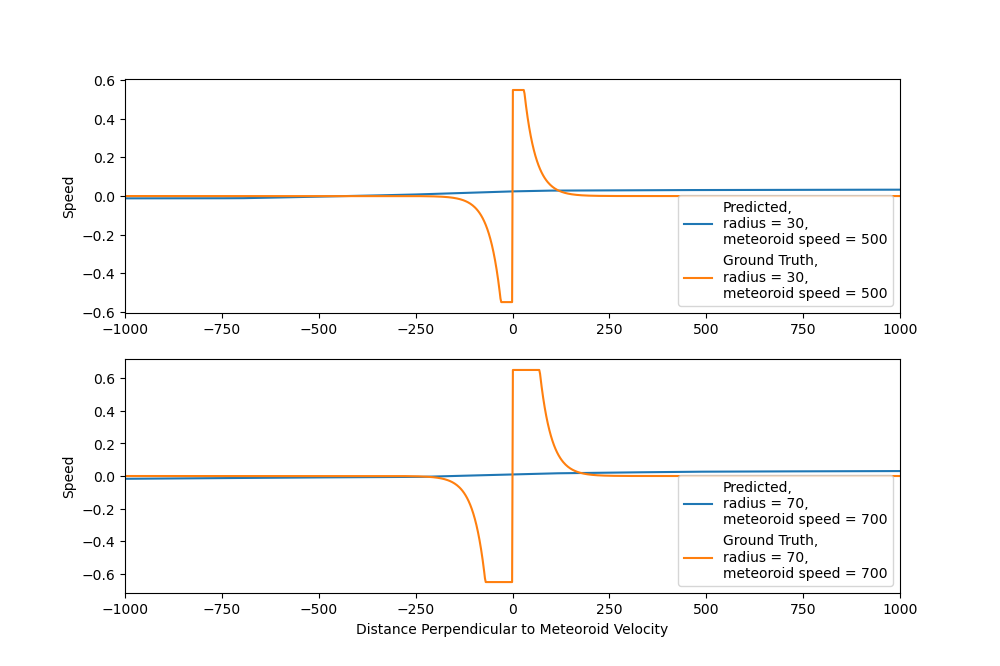 0.6
0.4
0.2
0.0
−0.2
−0.4
−0.6
Speed
−1000 −750 −500 −250 0 250 500 750 1000
Predicted,
radius = 30,
meteoroid speed = 500
Ground Truth,
radius = 30,
meteoroid speed = 500
0.6
0.4
0.2
0.0
−0.2
−0.4
−0.6
Speed
−1000 −750 −500 −250 0 250 500 750 1000
Predicted,
radius = 70,
meteoroid speed = 700
Ground Truth,
radius = 70,
meteoroid speed = 700
Distance Perpendicular to Meteoroid Velocity